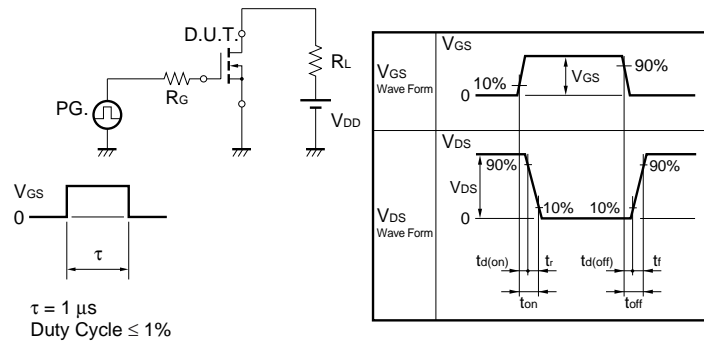 D.U.T.
RL
RG
PG.
VDD
VGS
0
τ
τ = 1 μs
Duty Cycle ≤ 1%
VGS
VGS
Wave Form
10%
VGS
90%
0
VDS
VDS
Wave Form
90%
VDS
90%
10%
10%
0
td(on)
tr
td(off)
tf
ton
toff